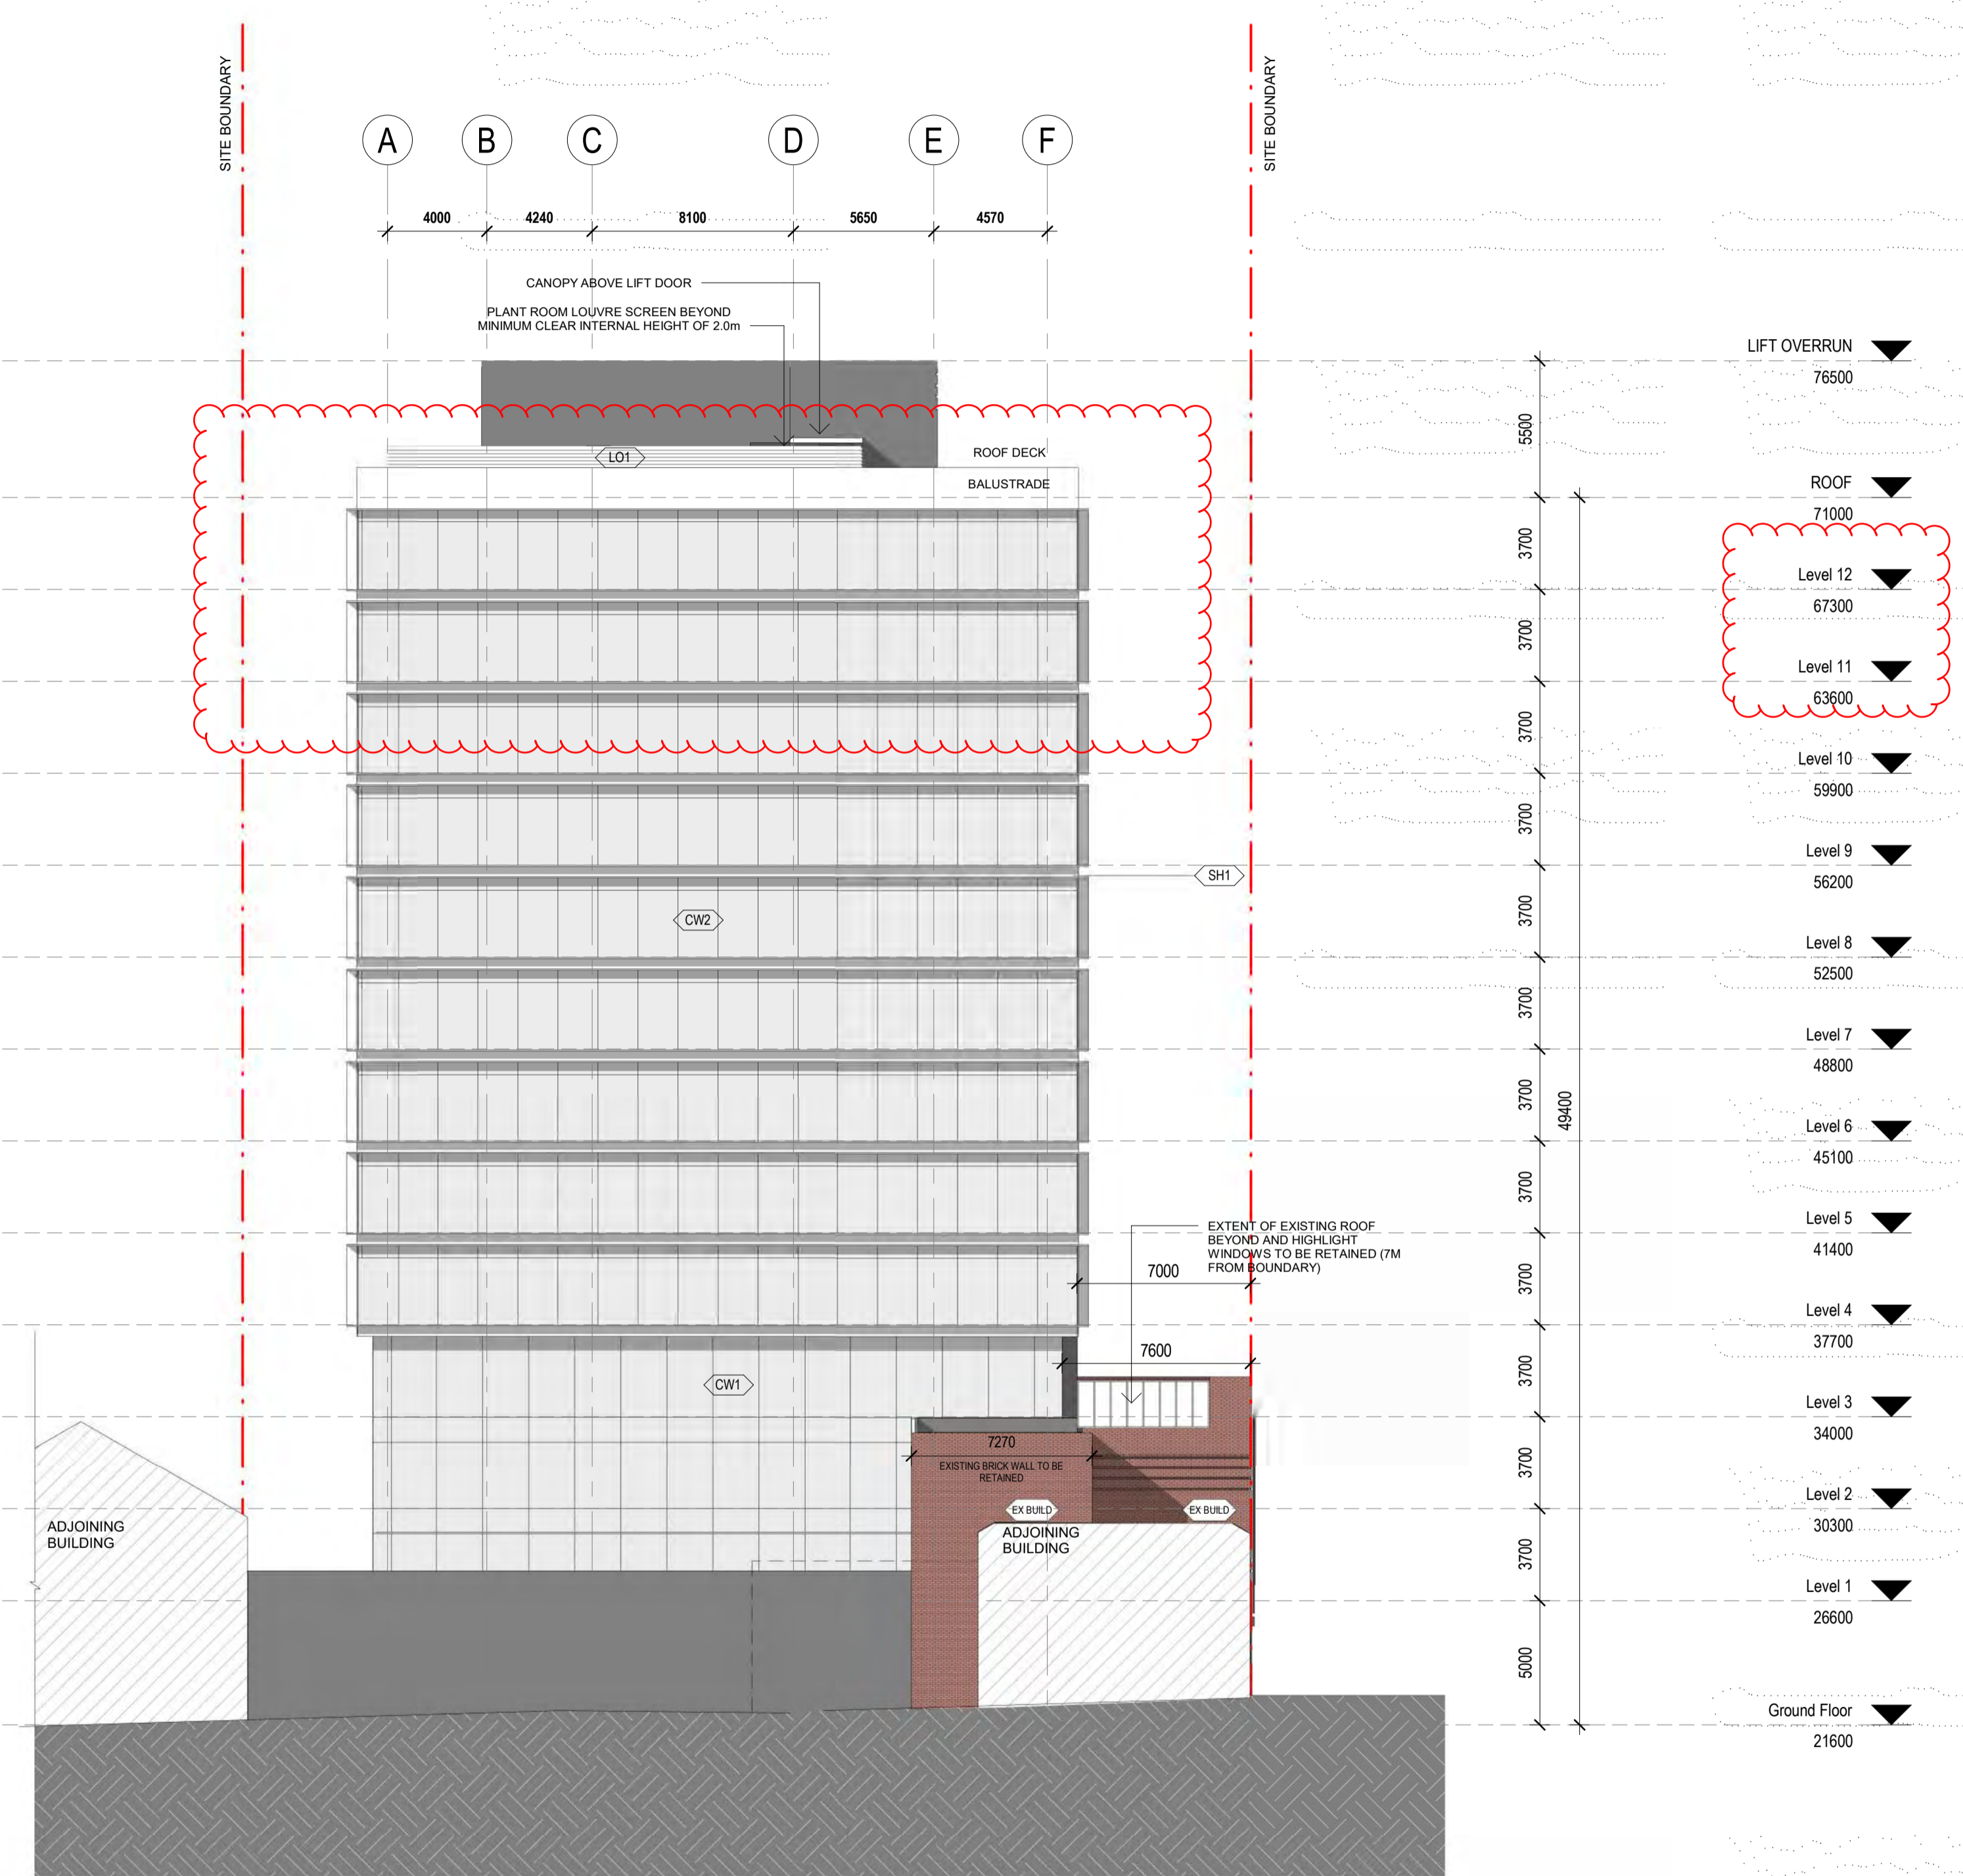 SITE BOUNDARY
SITE BOUNDARY
A
B
C
D
E
F
4000
4240
8100
5650
4570
CANOPY ABOVE LIFT DOOR
PLANT ROOM LOUVRE SCREEN BEYOND
MINIMUM CLEAR INTERNAL HEIGHT OF 2.0m
LO1
ROOF DECK
BALUSTRADE
SH1
CW2
EXTENT OF EXISTING ROOF
BEYOND AND HIGHLIGHT
WINDOWS TO BE RETAINED (7M
FROM BOUNDARY)
7000
7600
CW1
7270
EXISTING BRICK WALL TO BE
RETAINED
EX BUILD
EX BUILD
ADJOINING
BUILDING
ADJOINING
BUILDING
5500
3700
3700
3700
3700
3700
3700
3700
3700
3700
3700
3700
3700
5000
49400
LIFT OVERRUN
76500
ROOF
71000
Level 12
67300
Level 11
63600
Level 10
59900
Level 9
56200
Level 8
52500
Level 7
48800
Level 6
45100
Level 5
41400
Level 4
37700
Level 3
34000
Level 2
30300
Level 1
26600
Ground Floor
21600